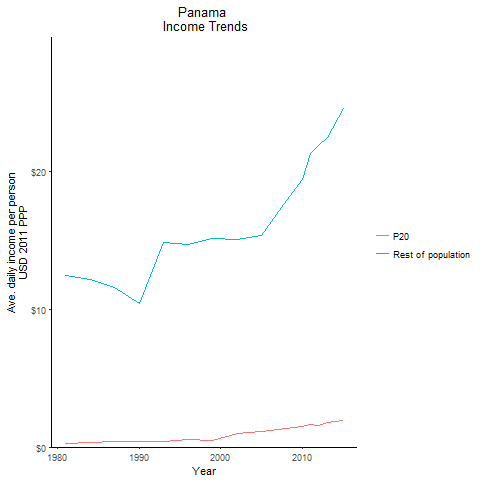 Panama
Income Trends
Ave. daily income per person
USD 2011 PPP
$20
$10
$0
1980
1990
2000
2010
Year
P20
Rest of population